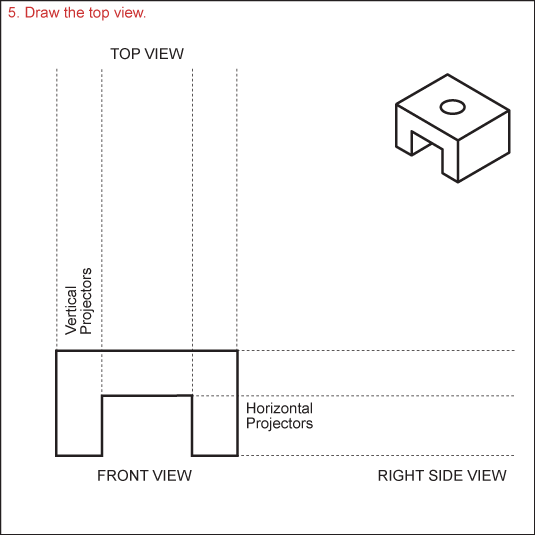 5. Draw the top view.
TOP VIEW
Vertical
Projectors
Horizontal
Projectors
FRONT VIEW
RIGHT SIDE VIEW